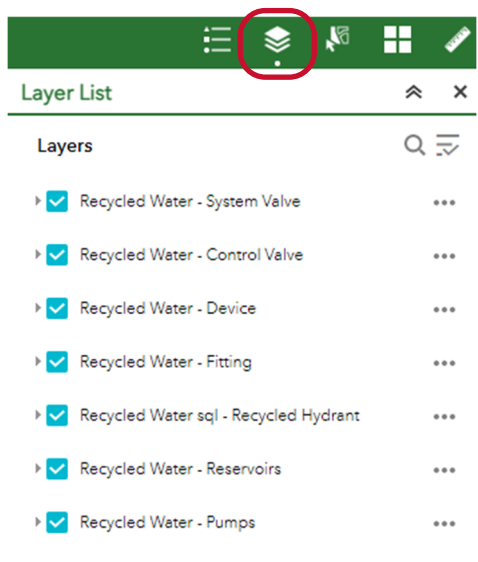 Layer List
Layers
Recycled Water - System Valve
Recycled Water - Control Valve
Recycled Water - Device
Recycled Water - Fitting
Recycled Water sql - Recycled Hydrant
Recycled Water - Reservoirs
Recycled Water - Pumps